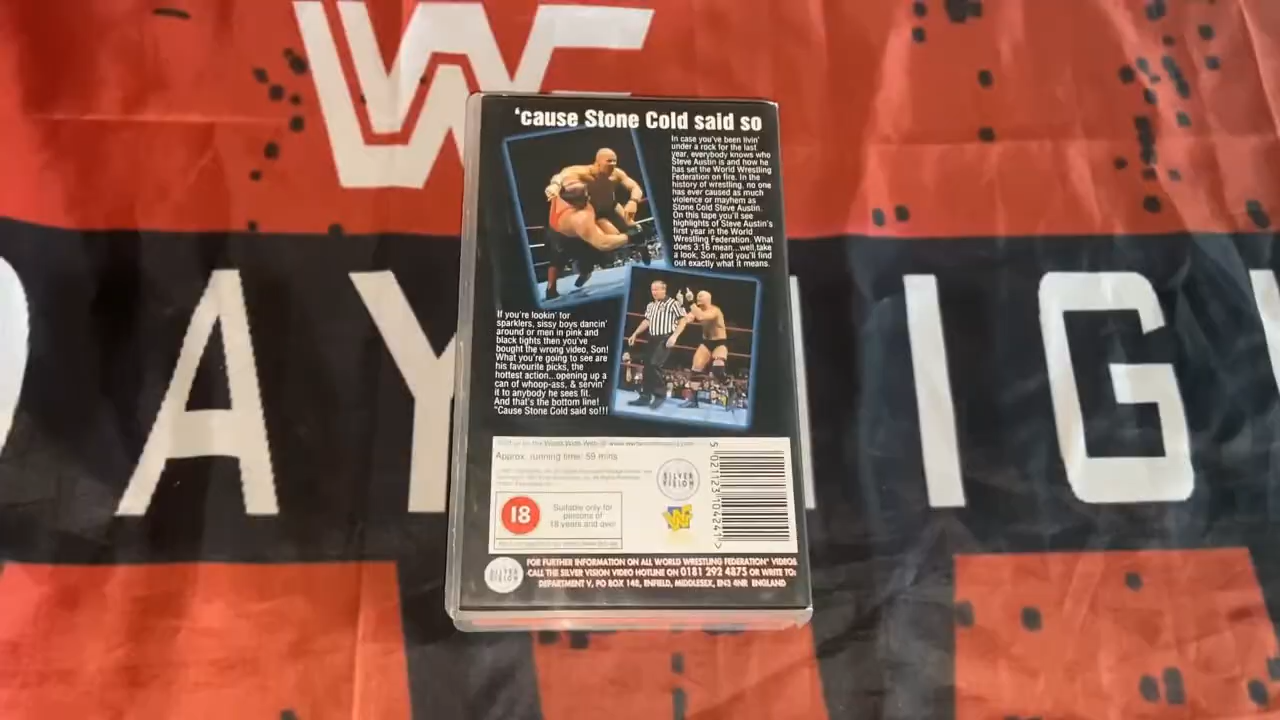 WF
'cause Stone Cold said so
In case you've been livin'
under a rock for the last
year, everybody knows who
Steve Austin is and how he
has set the World Wrestling
Federation on fire. In the
history of wrestling, no one
has ever caused as much
violence or mayhem as
Stone Cold Steve Austin.
On this tape you'll see
highlights of Steve Austin's
first year in the World
Wrestling Federation. What
does 3:16 mean...well,take
a look, Son, and you'll find
out exactly what it means.
If you're lookin' for
sparklers, sissy boys dancin'
around or men in pink and
black tights then you've
bought the wrong video, Son!
What you're going to see are
his favourite picks, the
hottest action...opening up a
can of whoop-ass, & servin'
it to anybody he sees fit.
And that's the bottom line!
"Cause Stone Cold said so!!!
AY IG
Approx. running time: 59 mins
SILVER
VISION
18
Suitable only for
persons of
18 years and over
5 021123 104241 >
SILVER
VISION
FOR FURTHER INFORMATION ON ALL WORLD WRESTLING FEDERATION* VIDEOS
CALL THE SILVER VISION VIDEO HOTLINE ON 0181 292 4875 OR WRITE TO:
DEPARTMENT V, PO BOX 148, ENFIELD, MIDDLESEX, EN3 4NR ENGLAND